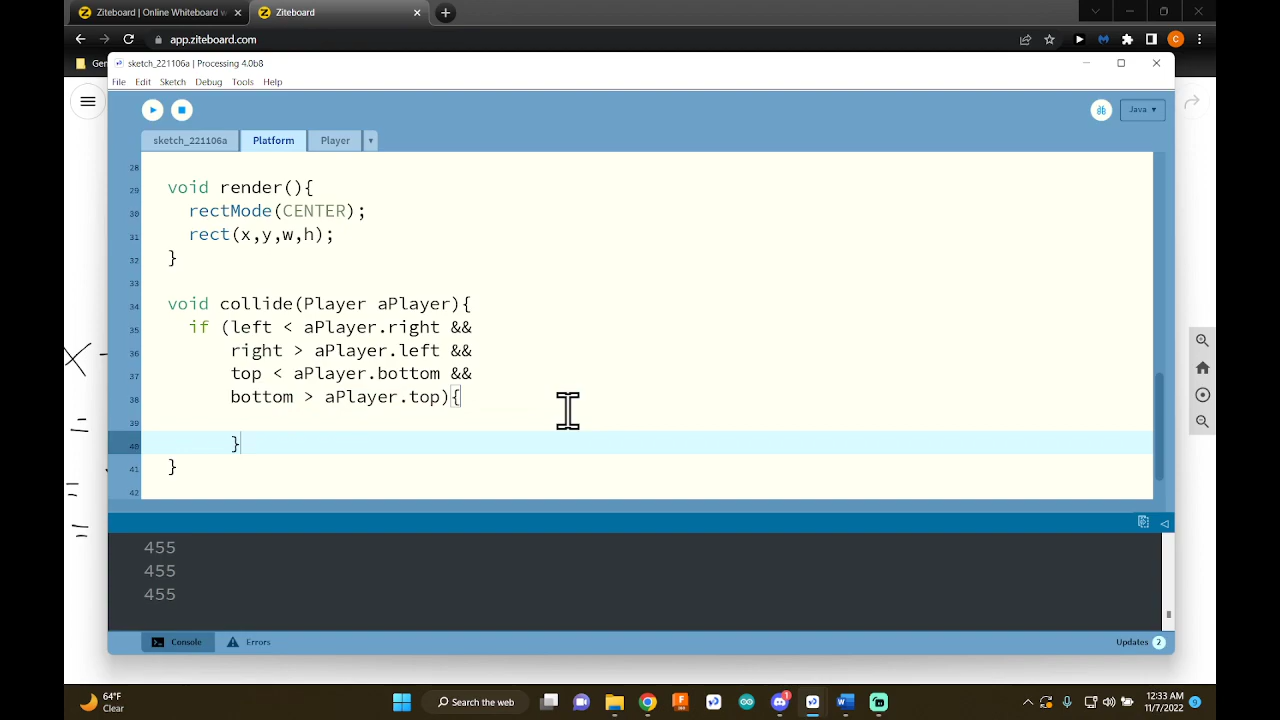 Ziteboard | Online Whiteboard w
Ziteboard
app.ziteboard.com
C
Gen
sketch_221106a | Processing 4.0b8
File Edit Sketch Debug Tools Help
Java
sketch_221106a Platform Player
28
29 void render(){
30 rectMode(CENTER);
31 rect(x,y,w,h);
32 }
33
34 void collide(Player aPlayer){
35 if (left < aPlayer.right &&
36 right > aPlayer.left &&
37 top < aPlayer.bottom &&
38 bottom > aPlayer.top){
39
40 }
41 }
42
X -
=
=
=
455
455
455
Console Errors Updates 2
64°F
Clear
Search the web
1
12:33 AM
11/7/2022
9